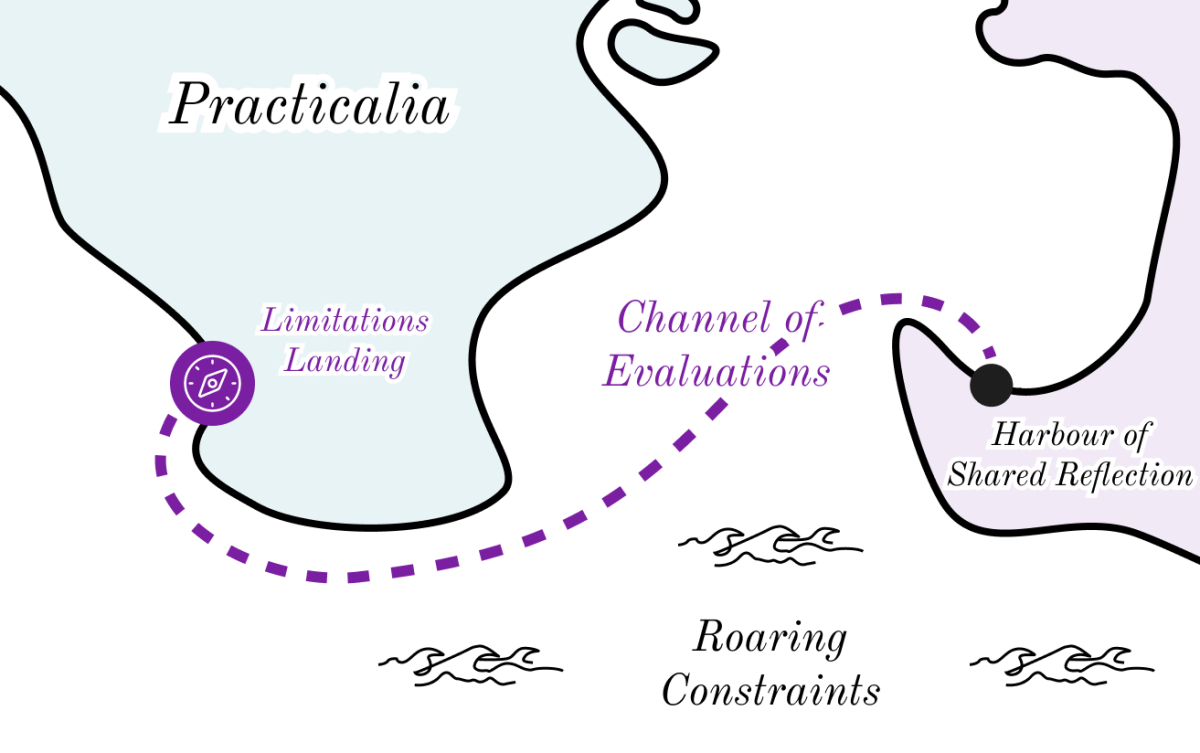 Practicalia
Limitations
Landing
Channel of
Evaluations
Harbour of
Shared Reflection
Roaring
Constraints